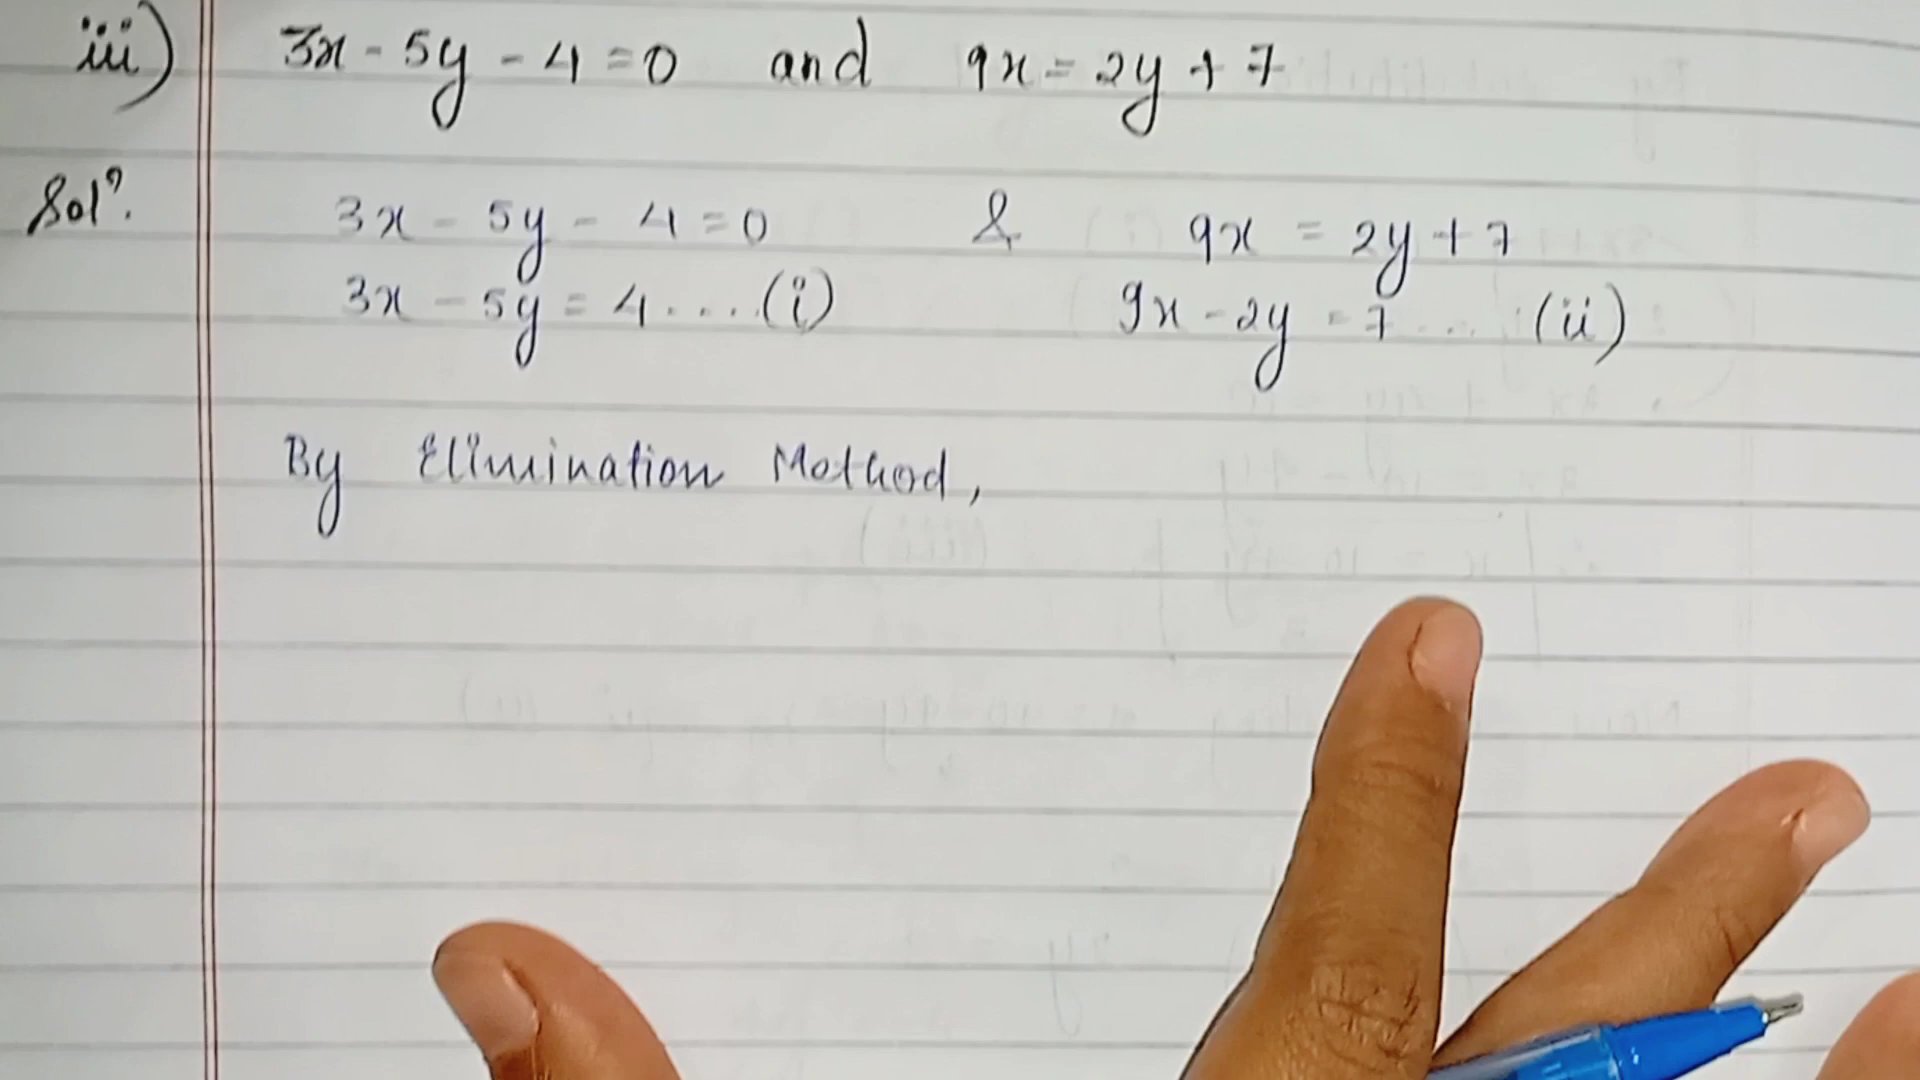 iii) 3x - 5y - 4 = 0 and 9x = 2y + 7
Solⁿ. 3x - 5y - 4 = 0 & 9x = 2y + 7
3x - 5y = 4 ....(i) 9x - 2y = 7 .... (ii)
By Elimination Method,